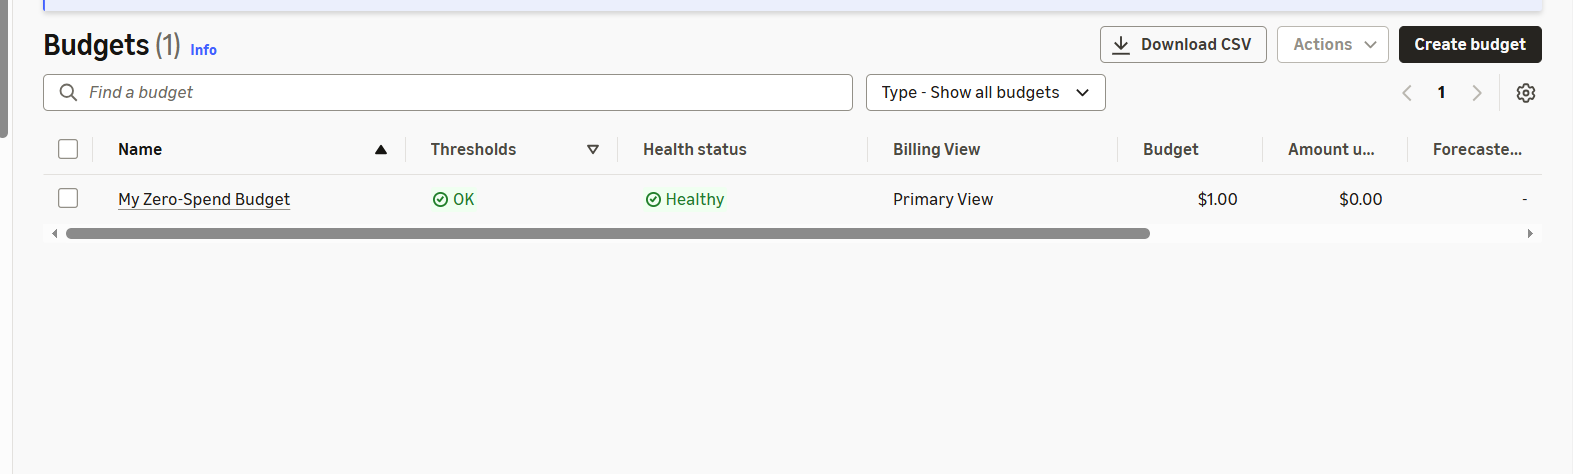 Budgets (1) Info
Download CSV
Actions
Create budget
Find a budget
Type - Show all budgets
1
Name Thresholds Health status Billing View Budget Amount u... Forecaste...
My Zero-Spend Budget OK Healthy Primary View $1.00 $0.00 -